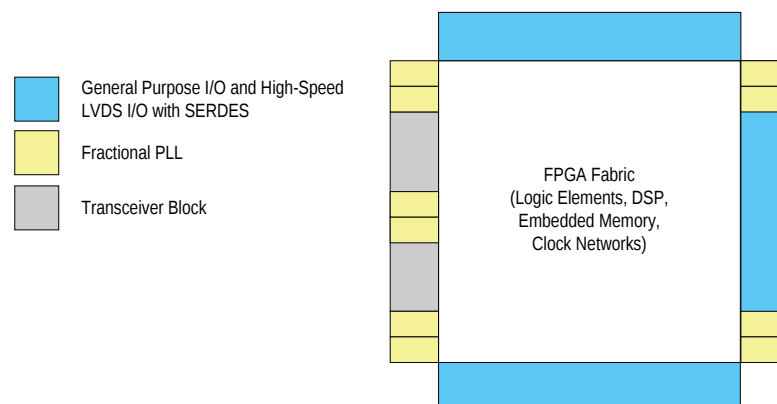 General Purpose I/O and High-Speed
LVDS I/O with SERDES
Fractional PLL
Transceiver Block
FPGA Fabric
(Logic Elements, DSP,
Embedded Memory,
Clock Networks)